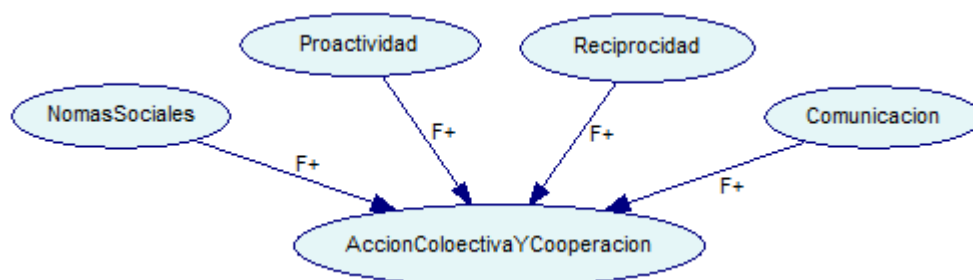 Proactividad
Reciprocidad
NomasSociales
Comunicacion
F+
F+
F+
F+
AccionColoectivaYCooperacion